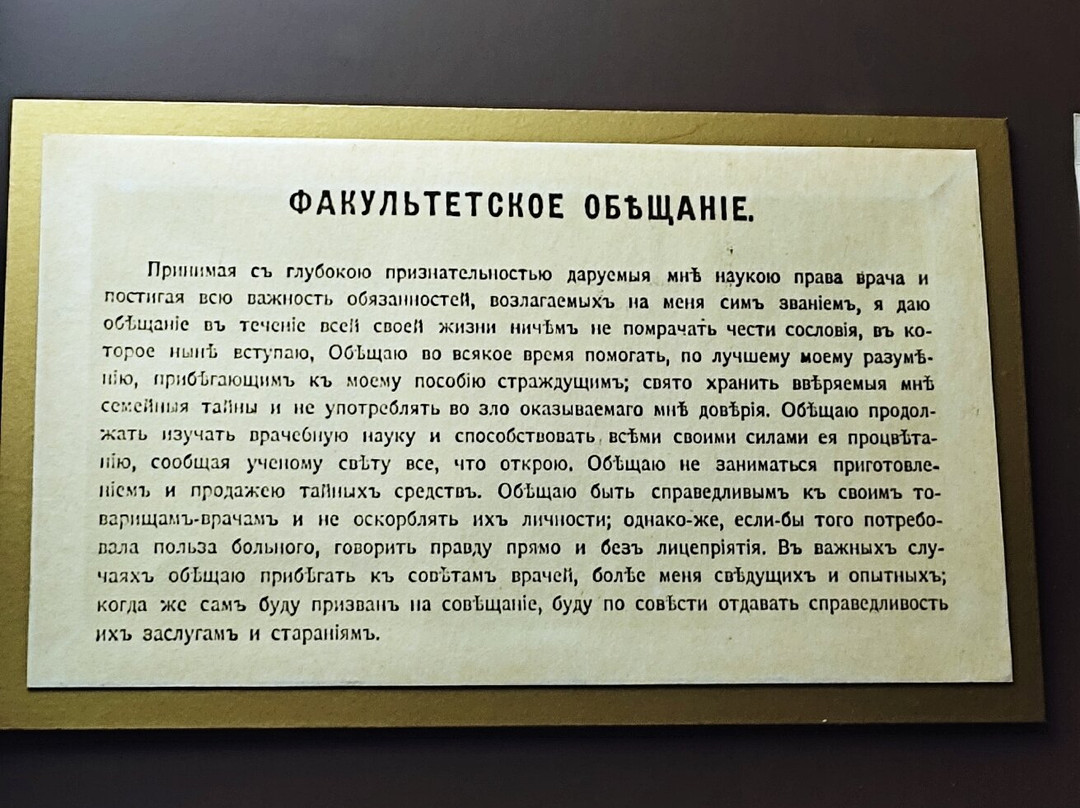 ФАКУЛЬТЕТСКОЕ ОБѢЩАНІЕ.
Принимая съ глубокою признательностью даруемыя мнѣ наукою права врача и
постигая всю важность обязанностей, возлагаемыхъ на меня симъ званіемъ, я даю
обѣщаніе въ теченіе всей своей жизни ничѣмъ не помрачать чести сословія, въ ко-
торое нынѣ вступаю, Обѣщаю во всякое время помогать, по лучшему моему разумѣ-
нію, прибѣгающимъ къ моему пособію страждущимъ; свято хранить ввѣряемыя мнѣ
семейныя тайны и не употреблять во зло оказываемаго мнѣ довѣрія. Обѣщаю продол-
жать изучать врачебную науку и способствовать всѣми своими силами ея процвѣта-
нію, сообщая ученому свѣту все, что открою. Обѣщаю не заниматься приготовле-
ніемъ и продажею тайныхъ средствъ. Обѣщаю быть справедливымъ къ своимъ то-
варищамъ-врачамъ и не оскорблять ихъ личности; однако-же, если-бы того потребо-
вала польза больного, говорить правду прямо и безъ лицепріятія. Въ важныхъ слу-
чаяхъ обѣщаю прибѣгать къ совѣтамъ врачей, болѣе меня свѣдущихъ и опытныхъ;
когда же самъ буду призванъ на совѣщаніе, буду по совѣсти отдавать справедливость
ихъ заслугамъ и стараніямъ.